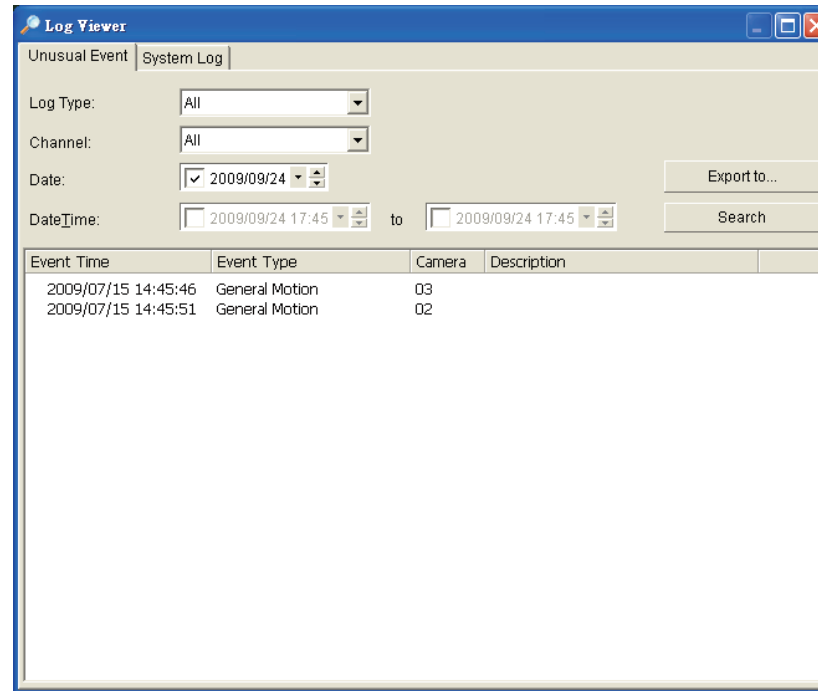 Log Viewer
Unusual Event System Log
Log Type: All
Channel: All
Date: 2009/09/24 Export to...
DateTime: 2009/09/24 17:45 to 2009/09/24 17:45 Search
Event Time Event Type Camera Description
2009/07/15 14:45:46 General Motion 03
2009/07/15 14:45:51 General Motion 02